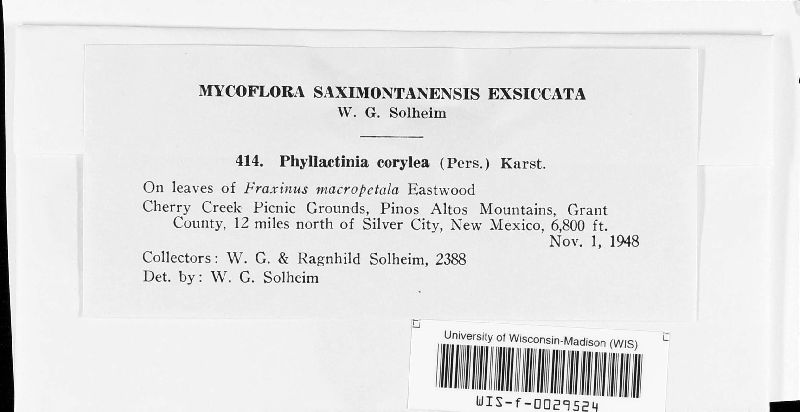 MYCOFLORA SAXIMONTANENSIS EXSICCATA
W. G. Solheim
414. Phyllactinia corylea (Pers.) Karst.
On leaves of Fraxinus macropetala Eastwood
Cherry Creek Picnic Grounds, Pinos Altos Mountains, Grant
County, 12 miles north of Silver City, New Mexico, 6,800 ft.
Nov. 1, 1948
Collectors: W. G. & Ragnhild Solheim, 2388
Det. by: W. G. Solheim
University of Wisconsin-Madison (WIS)
WIS-f-0029524